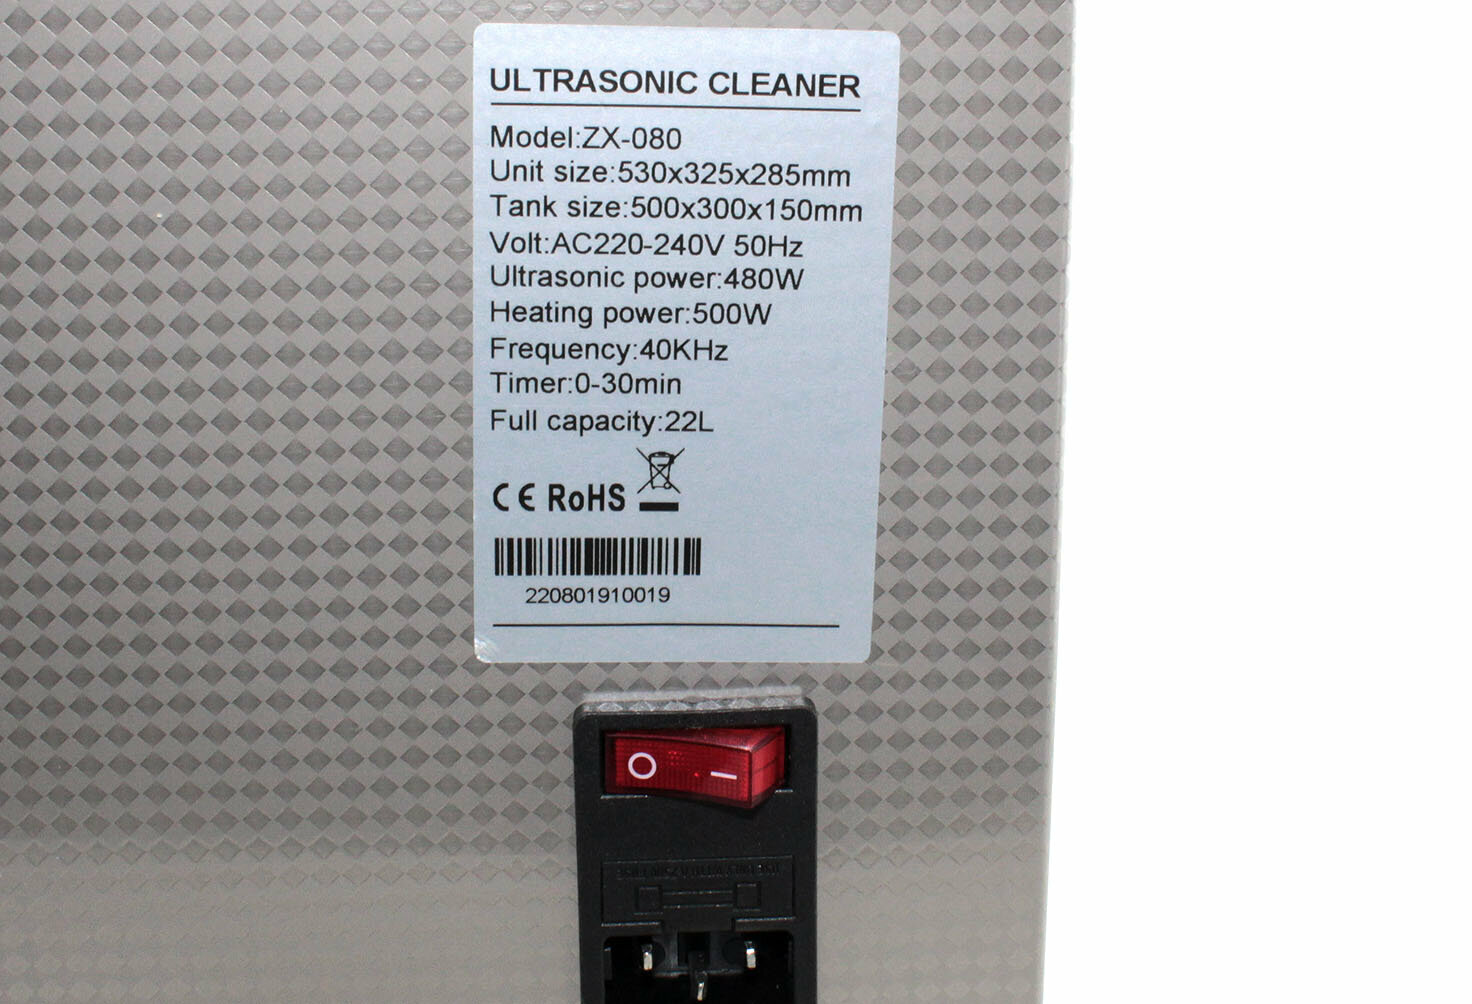 ULTRASONIC CLEANER
Model:ZX-080
Unit size:530x325x285mm
Tank size:500x300x150mm
Volt:AC220-240V 50Hz
Ultrasonic power:480W
Heating power:500W
Frequency:40KHz
Timer:0-30min
Full capacity:22L
CE RoHS
220801910019